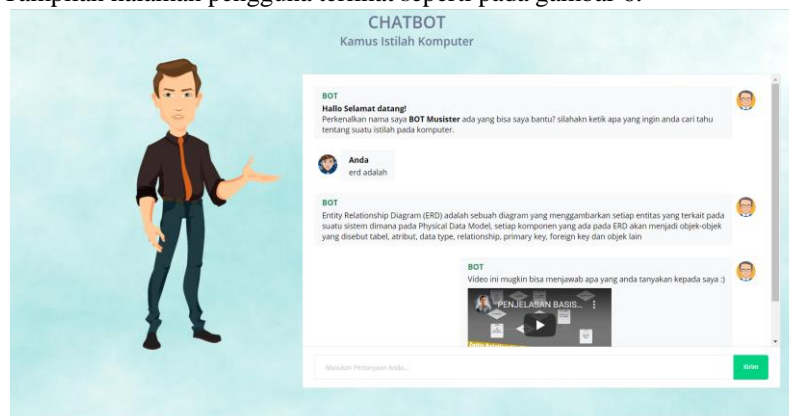 Tampilan halaman pengguna terlihat seperti pada gambar 6.
CHATBOT
Kamus Istilah Komputer
BOT
Hallo Selamat datang!
Perkenalkan nama saya BOT Musister ada yang bisa saya bantu? silahakn ketik apa yang ingin anda cari tahu
tentang suatu istilah pada komputer.
Anda
erd adalah
BOT
Entity Relationship Diagram (ERD) adalah sebuah diagram yang menggambarkan setiap entitas yang terkait pada
suatu sistem dimana pada Physical Data Model, setiap komponen yang ada pada ERD akan menjadi objek-objek
yang disebut tabel, atribut, data type, relationship, primary key, foreign key dan objek lain
BOT
Video ini mugkin bisa menjawab apa yang anda tanyakan kepada saya :)
PENJELASAN BASIS...
Masukan Pertanyaan Anda...
Kirim